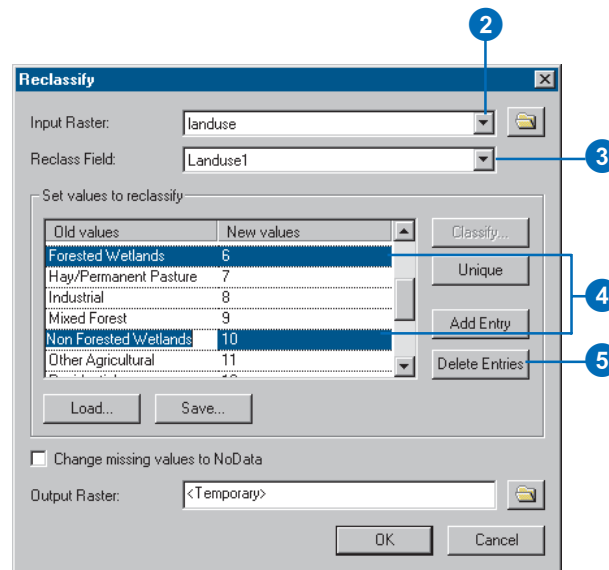 2
Reclassify
Input Raster: landuse
3
Reclass Field: Landuse1
Set values to reclassify
Old values New values
Classify...
Forested Wetlands 6
Hay/Permanent Pasture 7
Unique
Industrial 8
4
Mixed Forest 9
Add Entry
Non Forested Wetlands 10
Other Agricultural 11
Delete Entries
5
Load... Save...
Change missing values to NoData
Output Raster: <Temporary>
OK Cancel